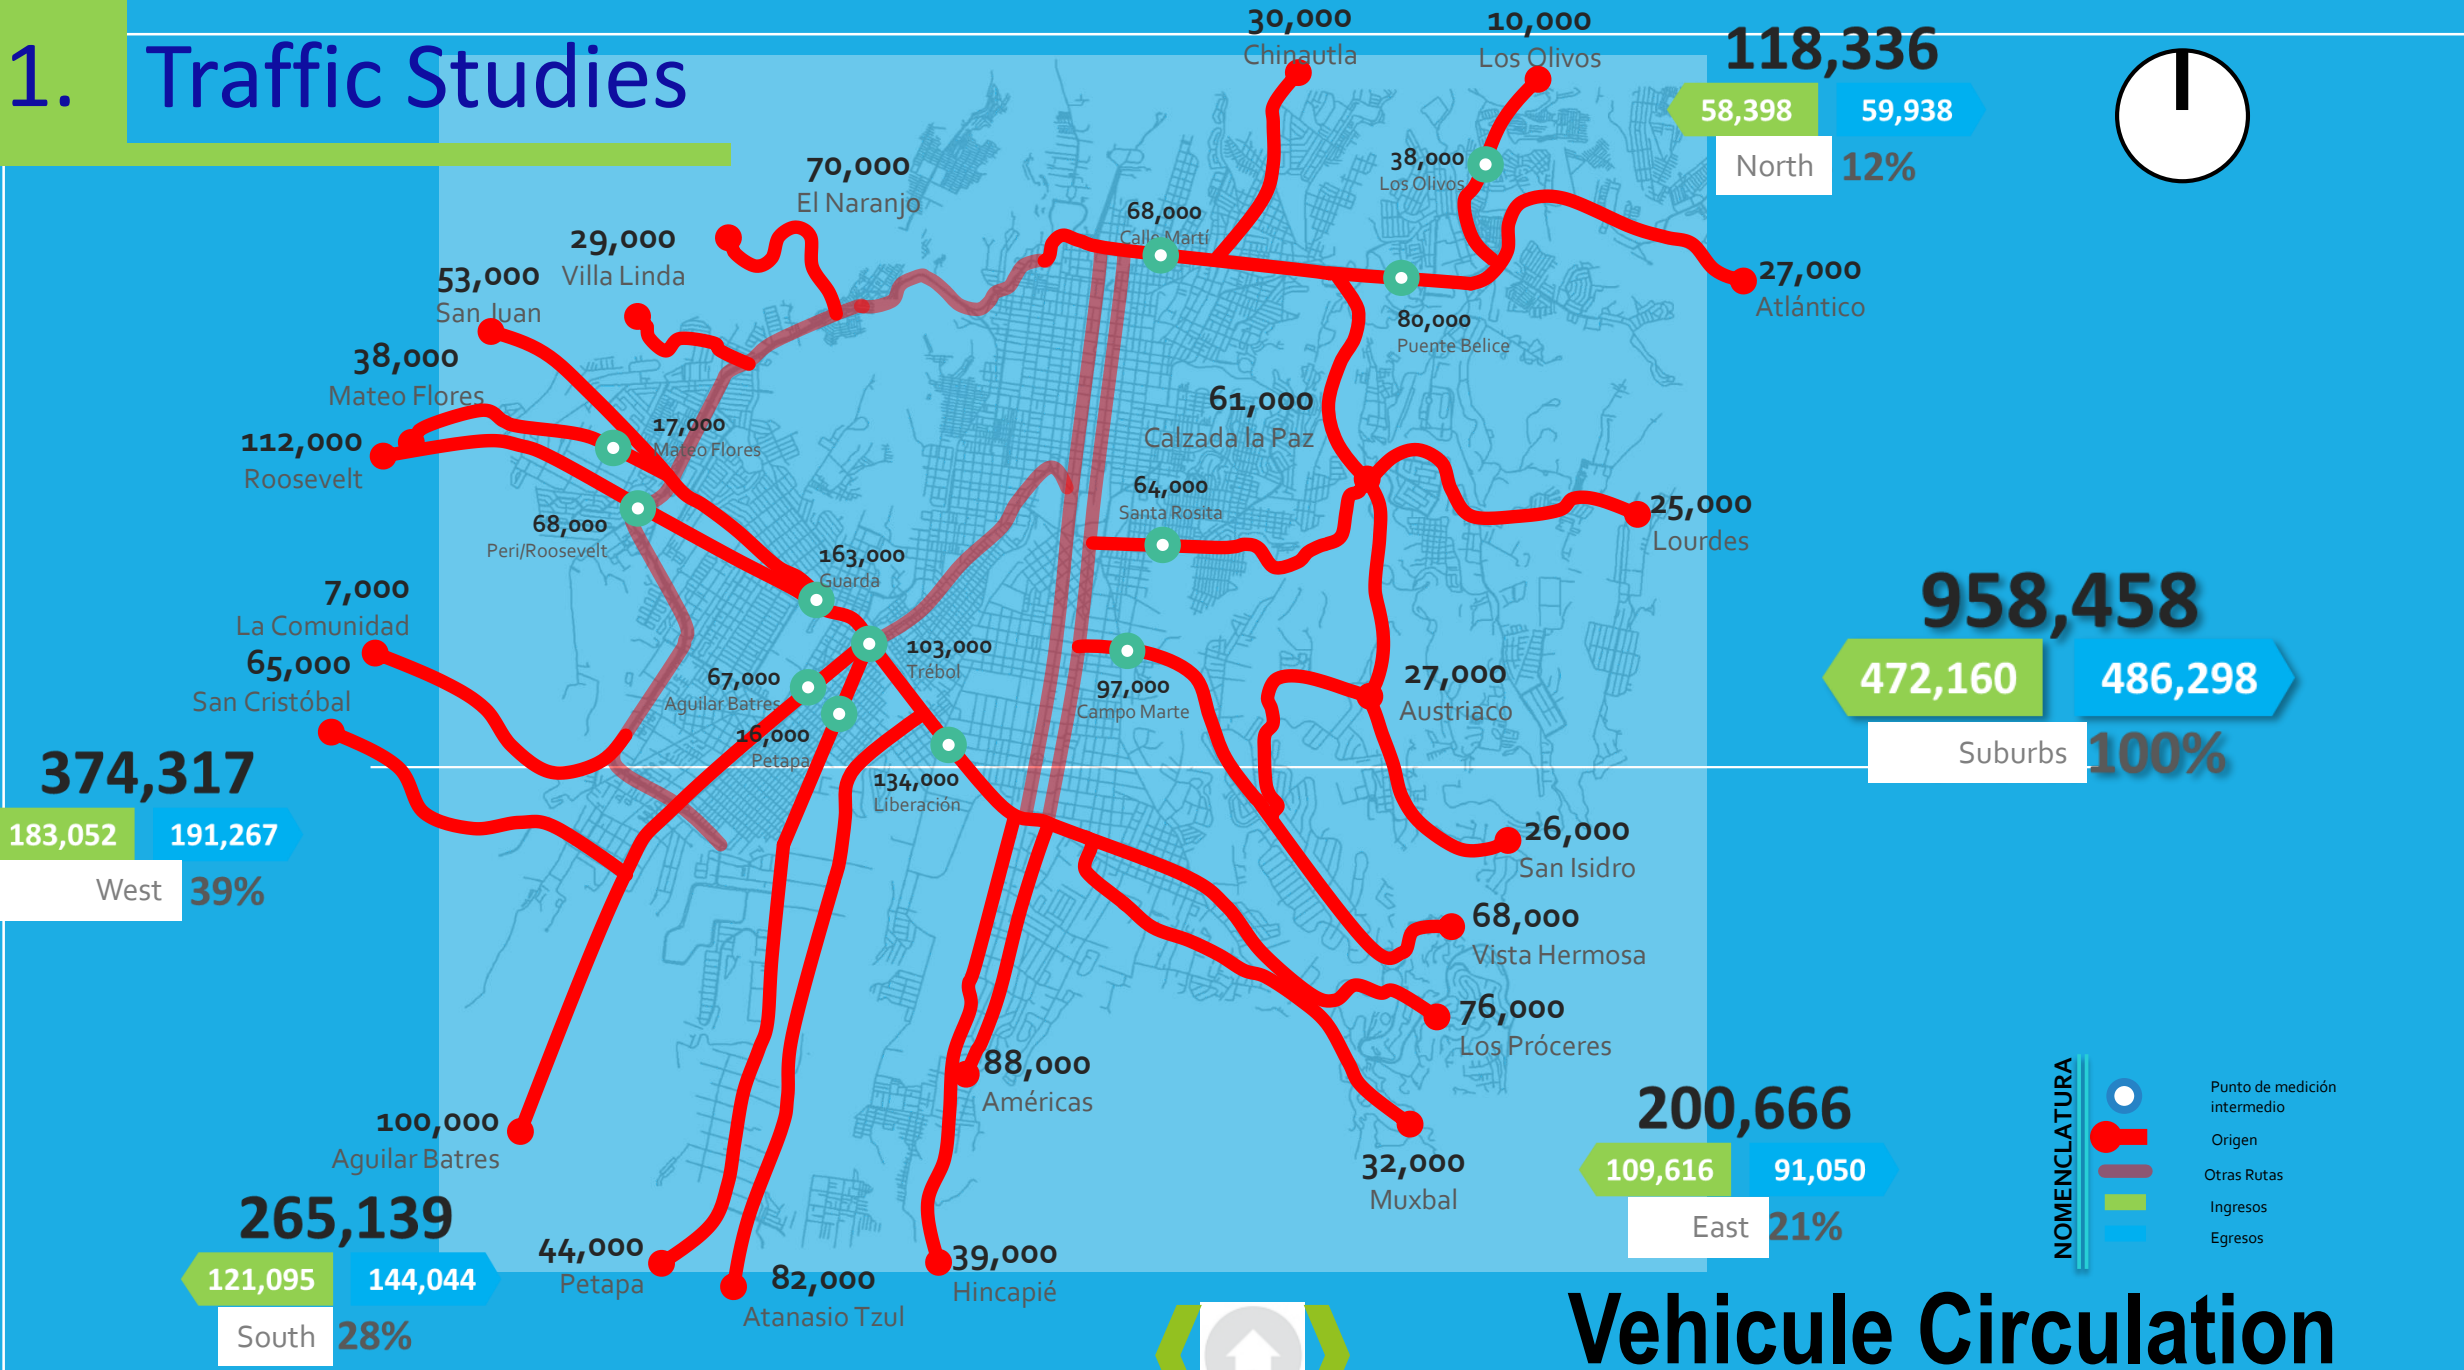 1. Traffic Studies
30,000
Chinautla
10,000
Los Olivos
118,336
58,398 59,938
North 12%
70,000
El Naranjo
38,000
Los Olivos
68,000
Calle Martí
29,000
Villa Linda
53,000
San Juan
27,000
Atlántico
80,000
Puente Belice
38,000
Mateo Flores
61,000
Calzada la Paz
112,000
Roosevelt
17,000
Mateo Flores
64,000
Santa Rosita
25,000
Lourdes
68,000
Peri/Roosevelt
163,000
Guarda
7,000
La Comunidad
958,458
472,160 486,298
Suburbs 100%
65,000
San Cristóbal
103,000
Trébol
67,000
Aguilar Batres
97,000
Campo Marte
27,000
Austriaco
16,000
Petapa
134,000
Liberación
374,317
183,052 191,267
West 39%
26,000
San Isidro
68,000
Vista Hermosa
76,000
Los Próceres
88,000
Américas
100,000
Aguilar Batres
32,000
Muxbal
200,666
109,616 91,050
East 21%
NOMENCLATURA
Punto de medición
intermedio
Origen
Otras Rutas
Ingresos
Egresos
265,139
121,095 144,044
South 28%
44,000
Petapa
82,000
Atanasio Tzul
39,000
Hincapié
Vehicule Circulation